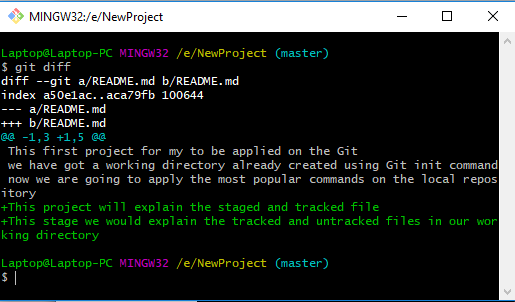 MINGW32:/e/NewProject
Laptop@Laptop-PC MINGW32 /e/NewProject (master)
$ git diff
diff --git a/README.md b/README.md
index a50e1ac..aca79fb 100644
--- a/README.md
+++ b/README.md
@@ -1,3 +1,5 @@
 This first project for my to be applied on the Git
 we have got a working directory already created using Git init command
 now we are going to apply the most popular commands on the local repos
itory
+This project will explain the staged and tracked file
+This stage we would explain the tracked and untracked files in our wor
king directory
Laptop@Laptop-PC MINGW32 /e/NewProject (master)
$